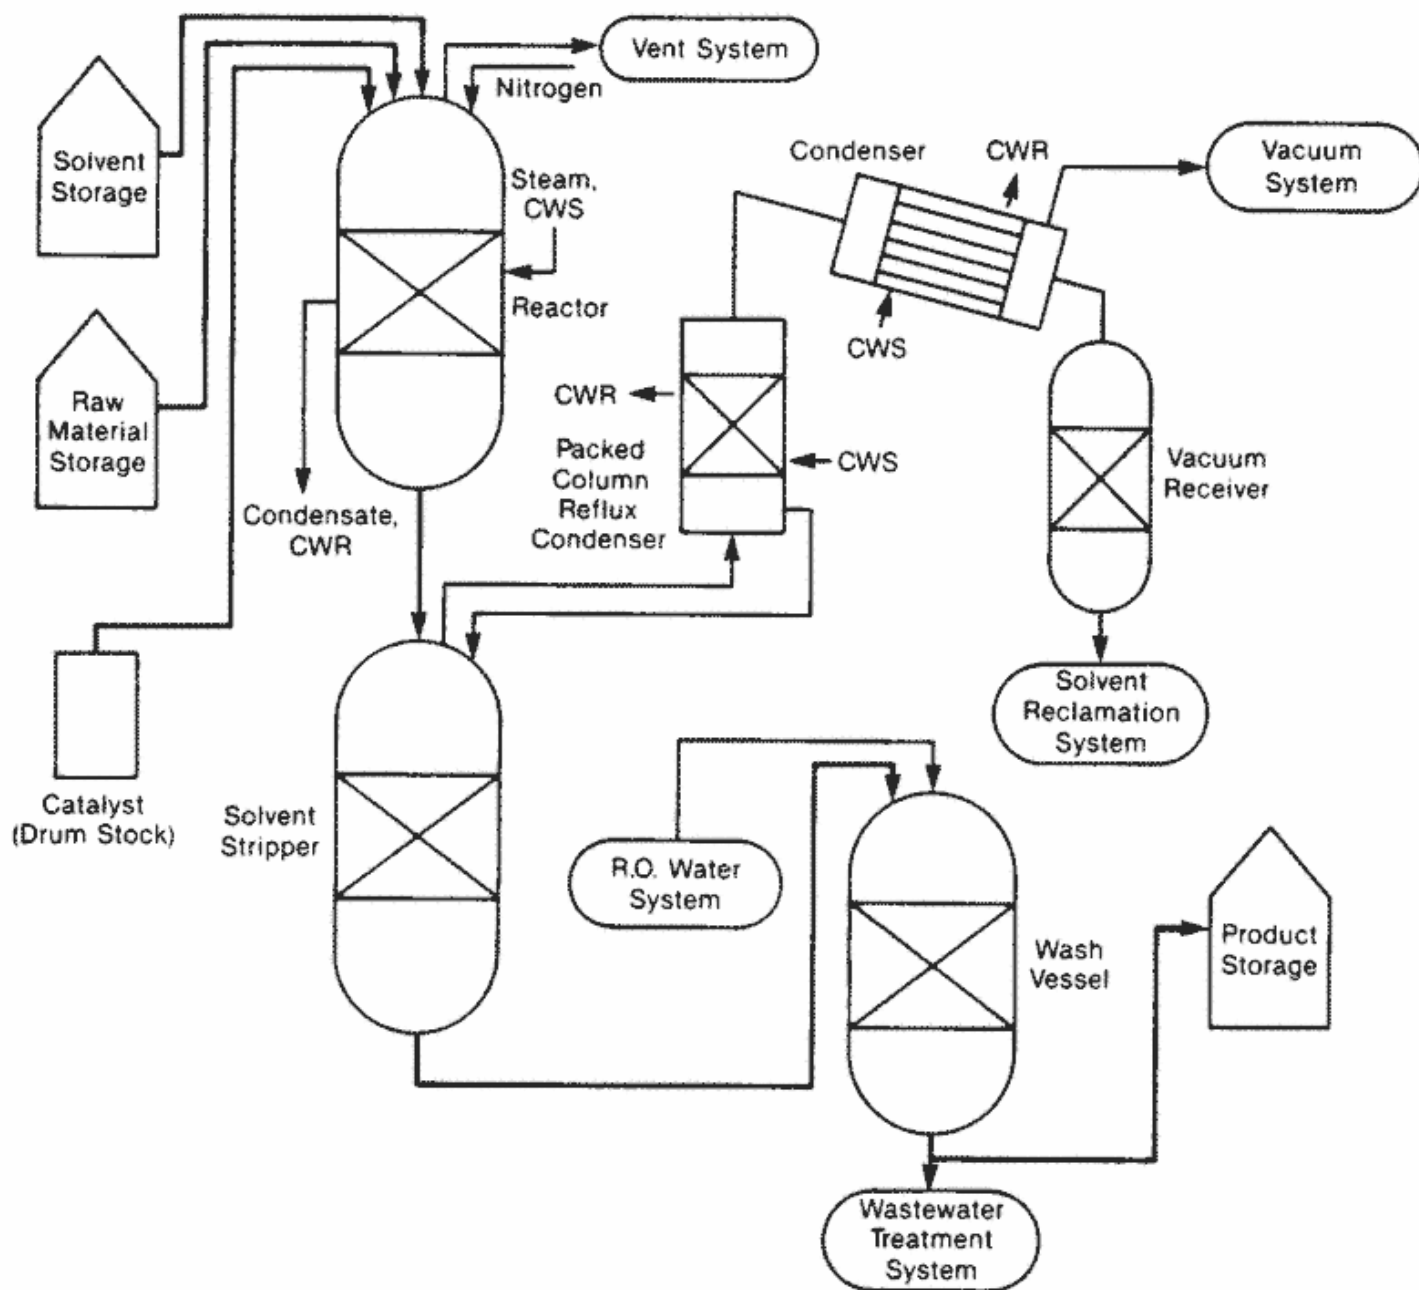 Vent System
Nitrogen
Solvent
Storage
Steam,
CWS
Reactor
Condenser
CWR
Vacuum
System
CWS
Raw
Material
Storage
Condensate,
CWR
CWR
CWS
Packed
Column
Reflux
Condenser
Vacuum
Receiver
Solvent
Reclamation
System
Catalyst
(Drum Stock)
Solvent
Stripper
R.O. Water
System
Wash
Vessel
Product
Storage
Wastewater
Treatment
System